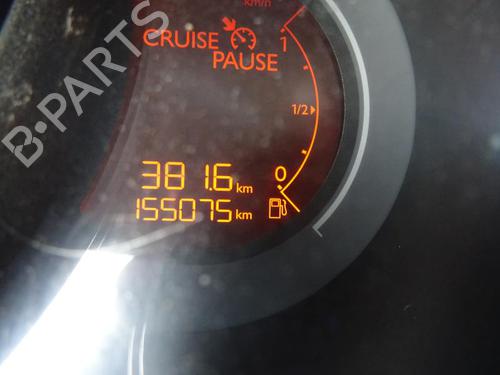 km/h
CRUISE
PAUSE
1
1/2
0
381.6 km
155075 km
B-PARTS